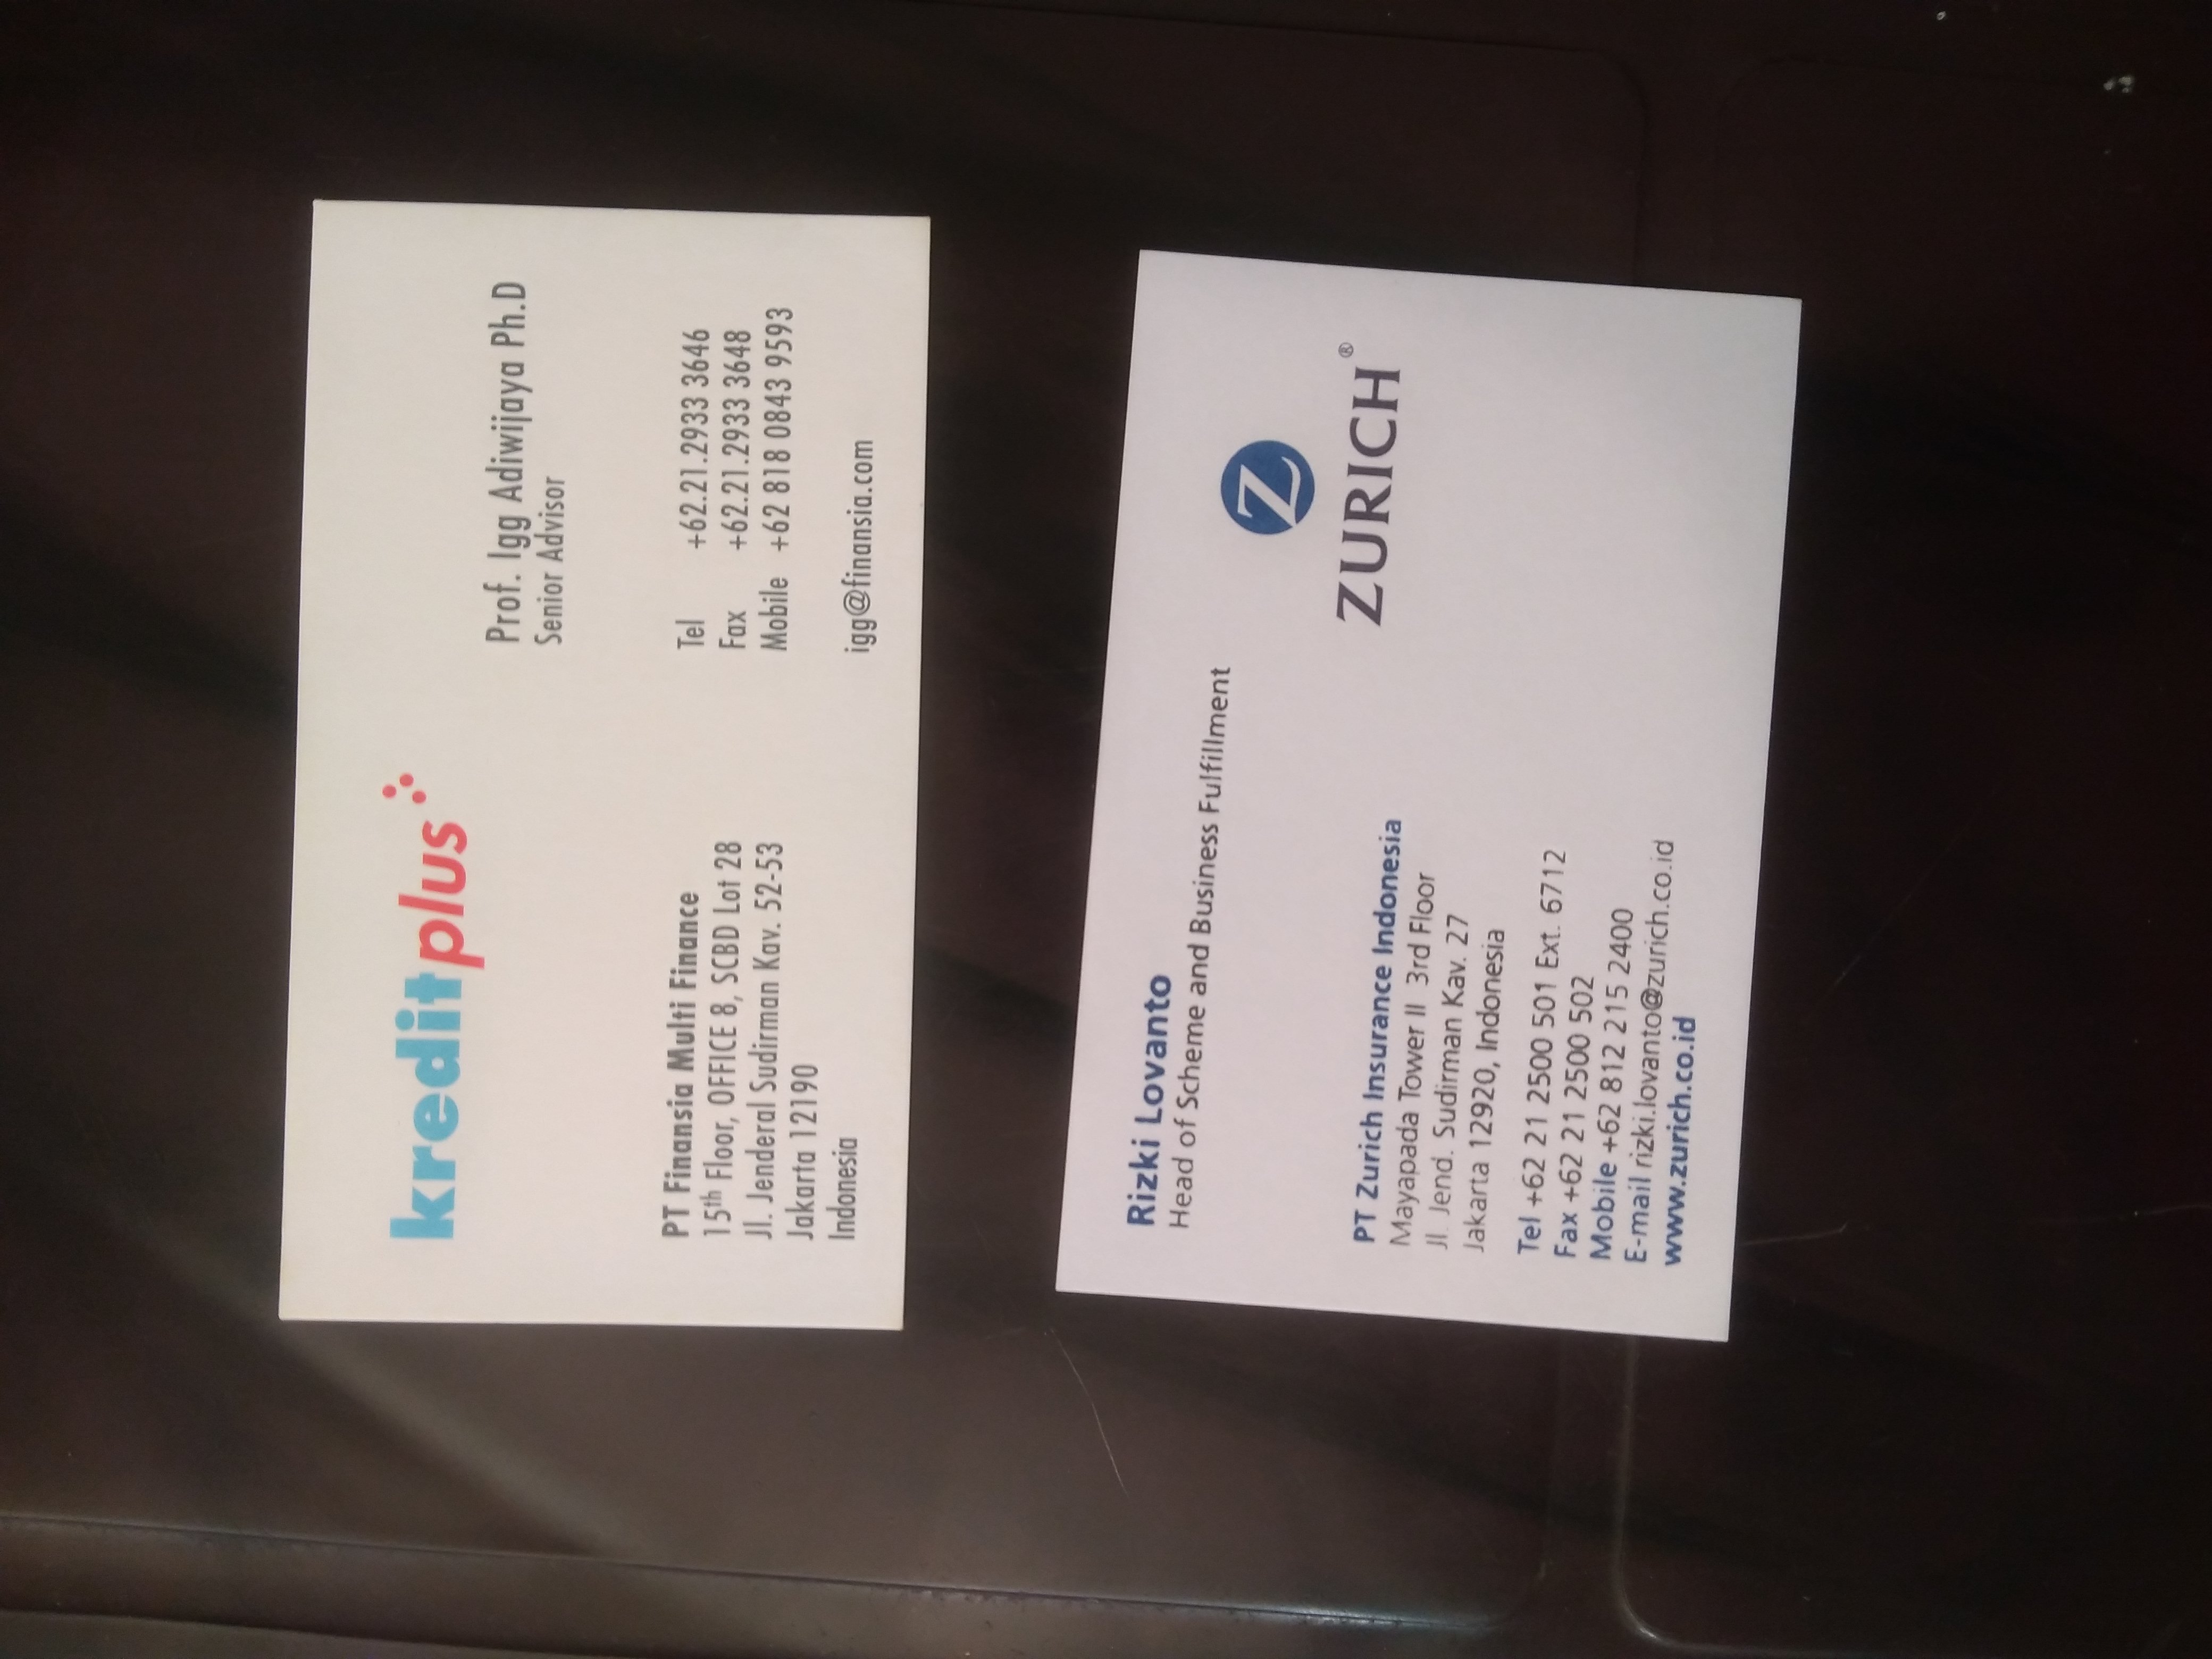 kreditplus
Prof. Igg Adiwijaya Ph.D
Senior Advisor
PT Finansia Multi Finance
15th Floor, OFFICE 8, SCBD Lot 28
Jl. Jenderal Sudirman Kav. 52-53
Jakarta 12190
Indonesia
Tel +62.21.2933 3646
Fax +62.21.2933 3648
Mobile +62 818 0843 9593
igg@finansia.com
Rizki Lovanto
Head of Scheme and Business Fulfillment
Z
ZURICH®
PT Zurich Insurance Indonesia
Mayapada Tower II 3rd Floor
Jl. Jend. Sudirman Kav. 27
Jakarta 12920, Indonesia
Tel +62 21 2500 501 Ext. 6712
Fax +62 21 2500 502
Mobile +62 812 215 2400
E-mail rizki.lovanto@zurich.co.id
www.zurich.co.id